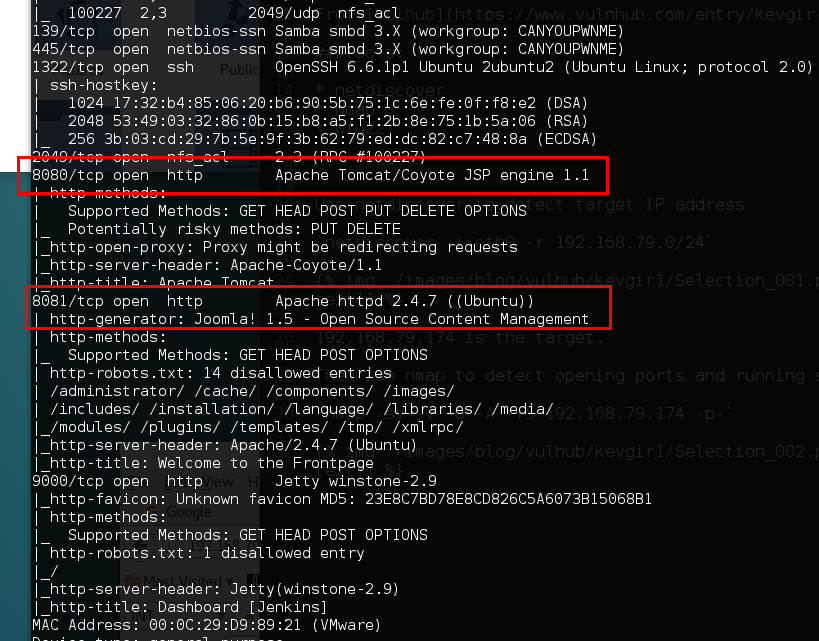 |_  100227  2,3         2049/udp  nfs_acl
139/tcp  open  netbios-ssn Samba smbd 3.X (workgroup: CANYOUPWNME)
445/tcp  open  netbios-ssn Samba smbd 3.X (workgroup: CANYOUPWNME)
1322/tcp open  ssh         OpenSSH 6.6.1p1 Ubuntu 2ubuntu2 (Ubuntu Linux; protocol 2.0)
| ssh-hostkey:
|   1024 17:32:b4:85:06:20:b6:90:5b:75:1c:6e:fe:0f:f8:e2 (DSA)
|   2048 53:49:03:32:86:0b:15:b8:a5:f1:2b:8e:75:1b:5a:06 (RSA)
|_  256 3b:03:cd:29:7b:5e:9f:3b:62:79:ed:dc:82:c7:48:8a (ECDSA)
2049/tcp open  nfs_acl     2-3 (RPC #100227)
8080/tcp open  http        Apache Tomcat/Coyote JSP engine 1.1
| http-methods:
|   Supported Methods: GET HEAD POST PUT DELETE OPTIONS
|_  Potentially risky methods: PUT DELETE
|_http-open-proxy: Proxy might be redirecting requests
|_http-server-header: Apache-Coyote/1.1
|_http-title: Apache Tomcat
8081/tcp open  http        Apache httpd 2.4.7 ((Ubuntu))
| http-generator: Joomla! 1.5 - Open Source Content Management
| http-methods:
|_  Supported Methods: GET HEAD POST OPTIONS
| http-robots.txt: 14 disallowed entries
| /administrator/ /cache/ /components/ /images/
| /includes/ /installation/ /language/ /libraries/ /media/
|_/modules/ /plugins/ /templates/ /tmp/ /xmlrpc/
|_http-server-header: Apache/2.4.7 (Ubuntu)
|_http-title: Welcome to the Frontpage
9000/tcp open  http        Jetty winstone-2.9
|_http-favicon: Unknown favicon MD5: 23E8C7BD78E8CD826C5A6073B15068B1
| http-methods:
|_  Supported Methods: GET HEAD POST OPTIONS
| http-robots.txt: 1 disallowed entry
|_/
|_http-server-header: Jetty(winstone-2.9)
|_http-title: Dashboard [Jenkins]
MAC Address: 00:0C:29:D9:89:21 (VMware)